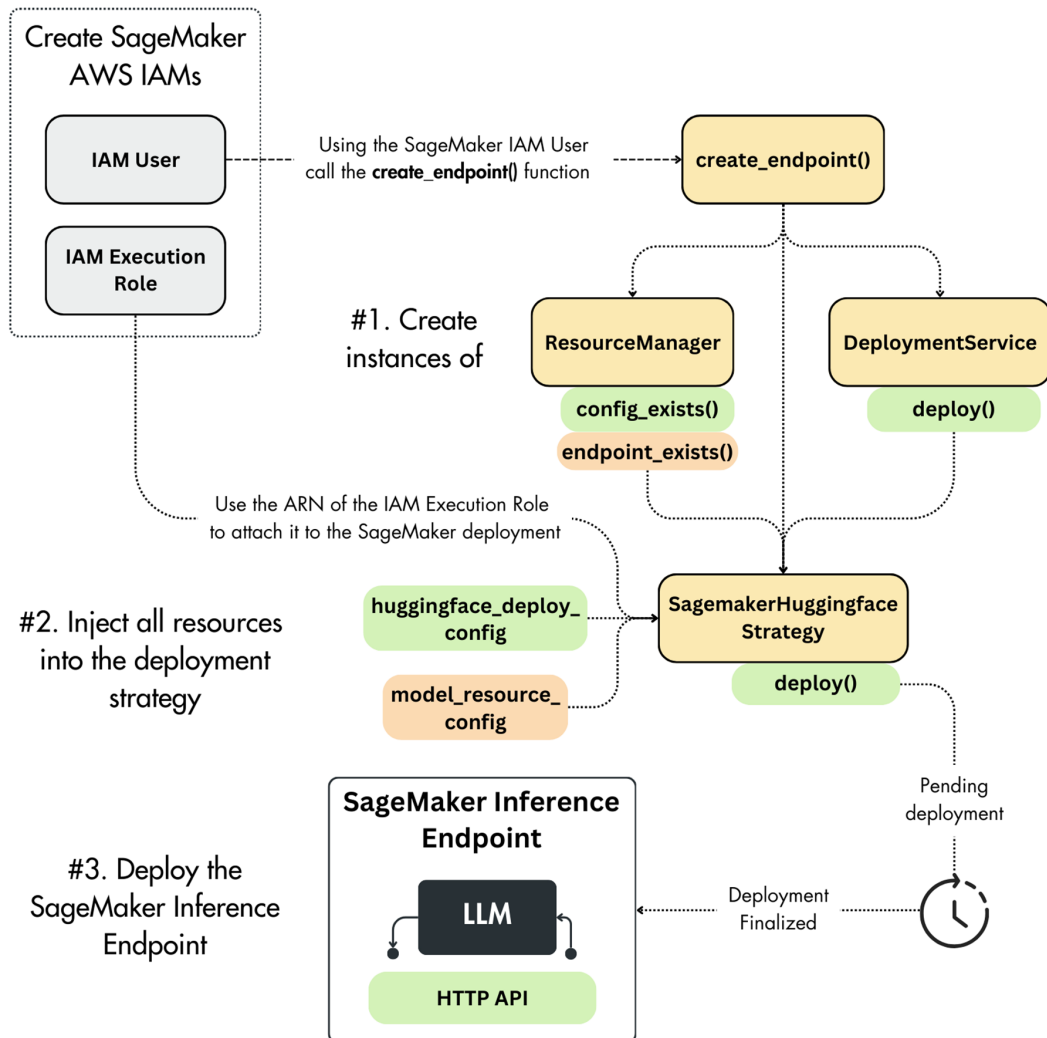 Create SageMaker
AWS IAMs
IAM User
IAM Execution
Role
Using the SageMaker IAM User
call the create_endpoint() function
create_endpoint()
#1. Create
instances of
ResourceManager
config_exists()
endpoint_exists()
DeploymentService
deploy()
Use the ARN of the IAM Execution Role
to attach it to the SageMaker deployment
#2. Inject all resources
into the deployment
strategy
huggingface_deploy_
config
model_resource_
config
SagemakerHuggingface
Strategy
deploy()
Pending
deployment
#3. Deploy the
SageMaker Inference
Endpoint
SageMaker Inference
Endpoint
LLM
HTTP API
Deployment
Finalized